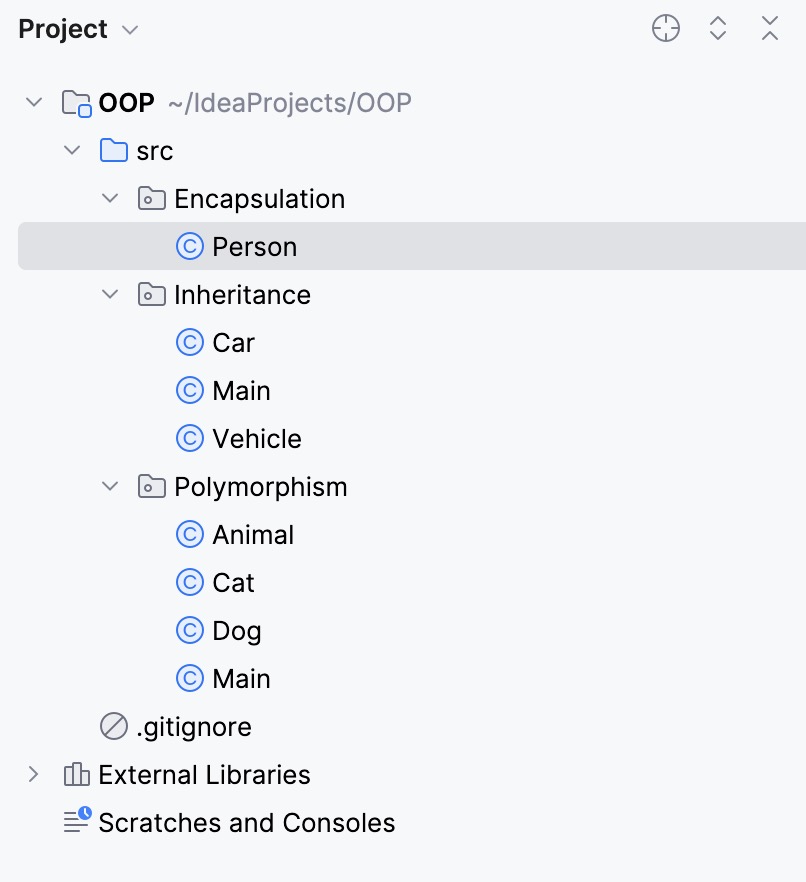 Project
OOP ~/IdeaProjects/OOP
src
Encapsulation
Person
Inheritance
Car
Main
Vehicle
Polymorphism
Animal
Cat
Dog
Main
.gitignore
External Libraries
Scratches and Consoles